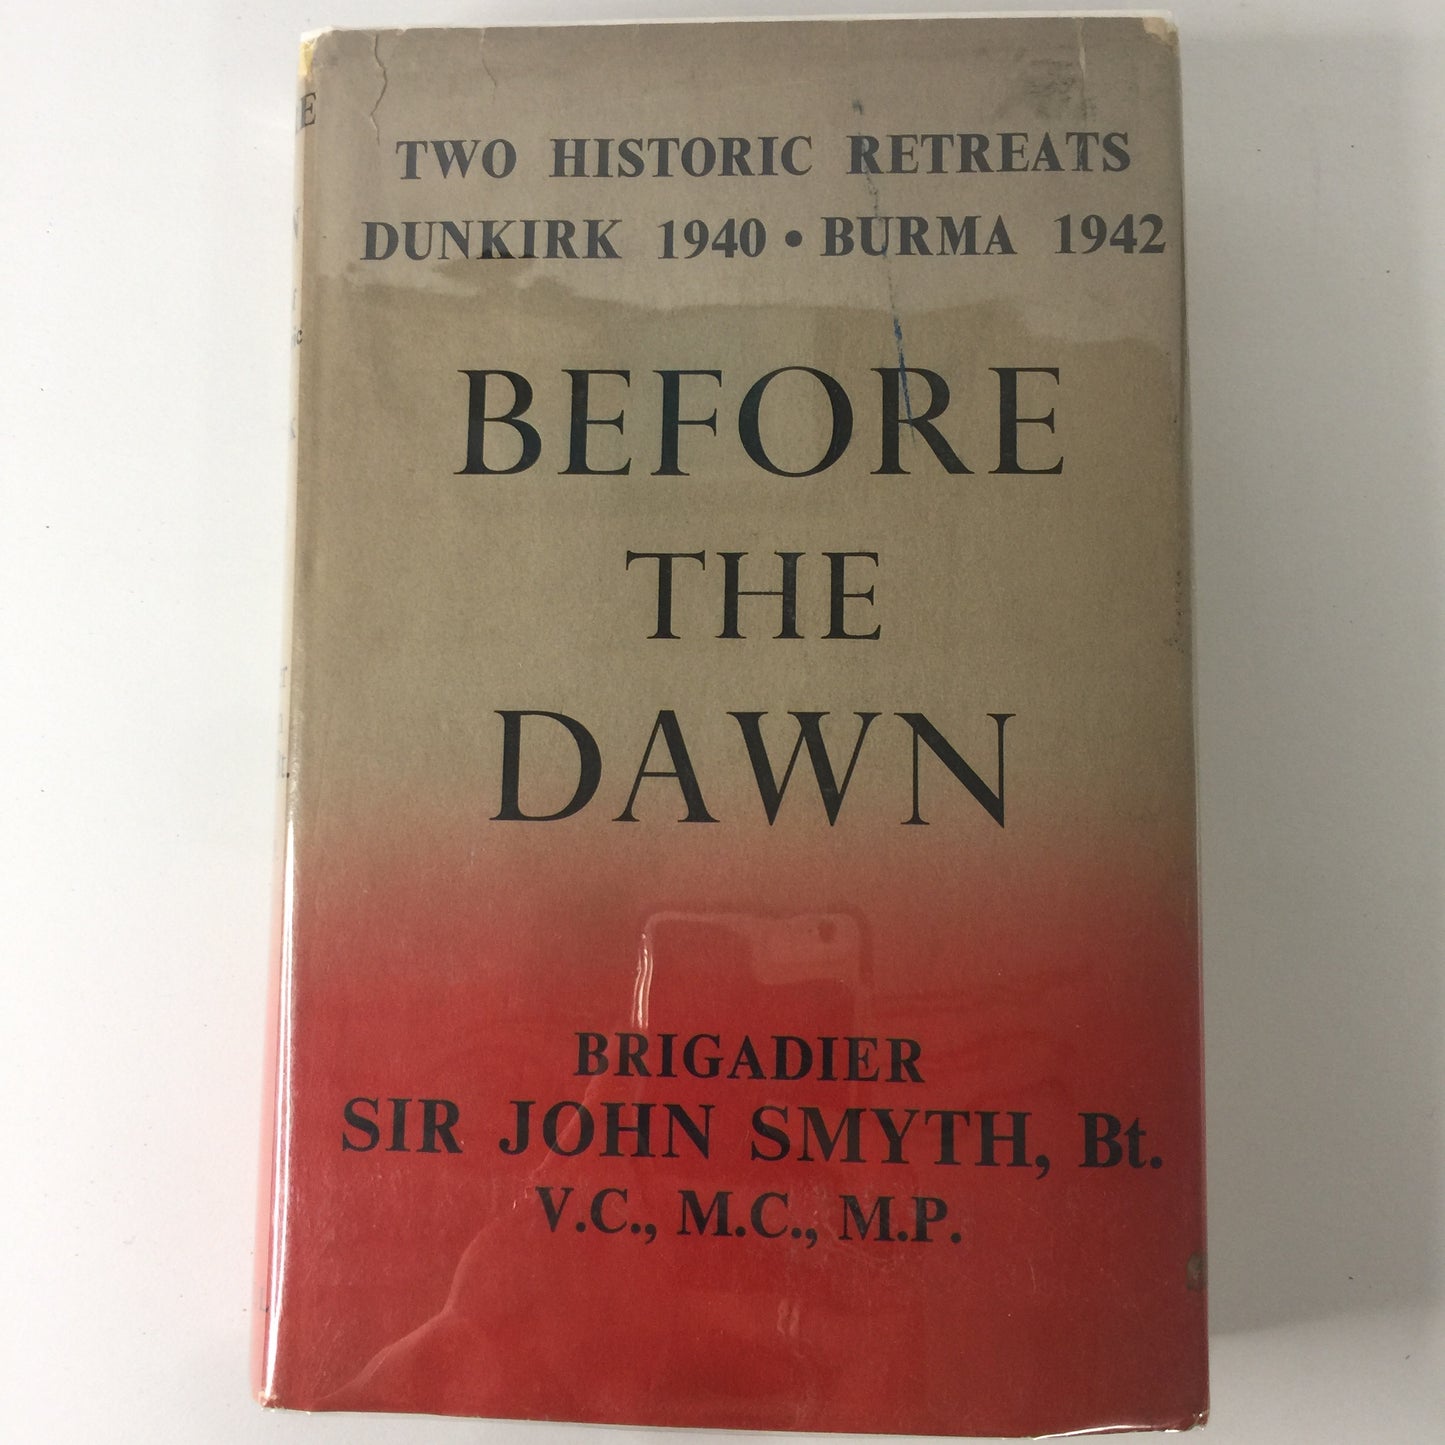 TWO HISTORIC RETREATS
DUNKIRK 1940 • BURMA 1942
BEFORE
THE
DAWN
BRIGADIER
SIR JOHN SMYTH, Bt.
V.C., M.C., M.P.